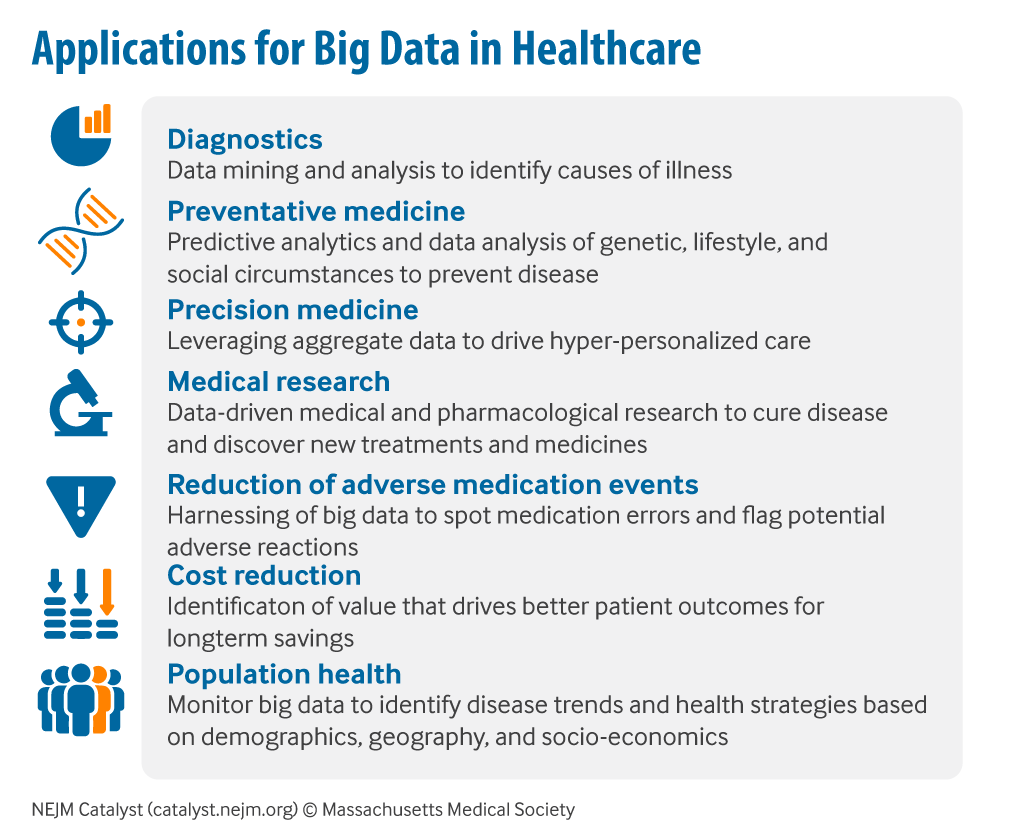 Applications for Big Data in Healthcare
Diagnostics
Data mining and analysis to identify causes of illness
Preventative medicine
Predictive analytics and data analysis of genetic, lifestyle, and
social circumstances to prevent disease
Precision medicine
Leveraging aggregate data to drive hyper-personalized care
Medical research
Data-driven medical and pharmacological research to cure disease
and discover new treatments and medicines
Reduction of adverse medication events
Harnessing of big data to spot medication errors and flag potential
adverse reactions
Cost reduction
Identificaton of value that drives better patient outcomes for
longterm savings
Population health
Monitor big data to identify disease trends and health strategies based
on demographics, geography, and socio-economics
NEJM Catalyst (catalyst.nejm.org) © Massachusetts Medical Society